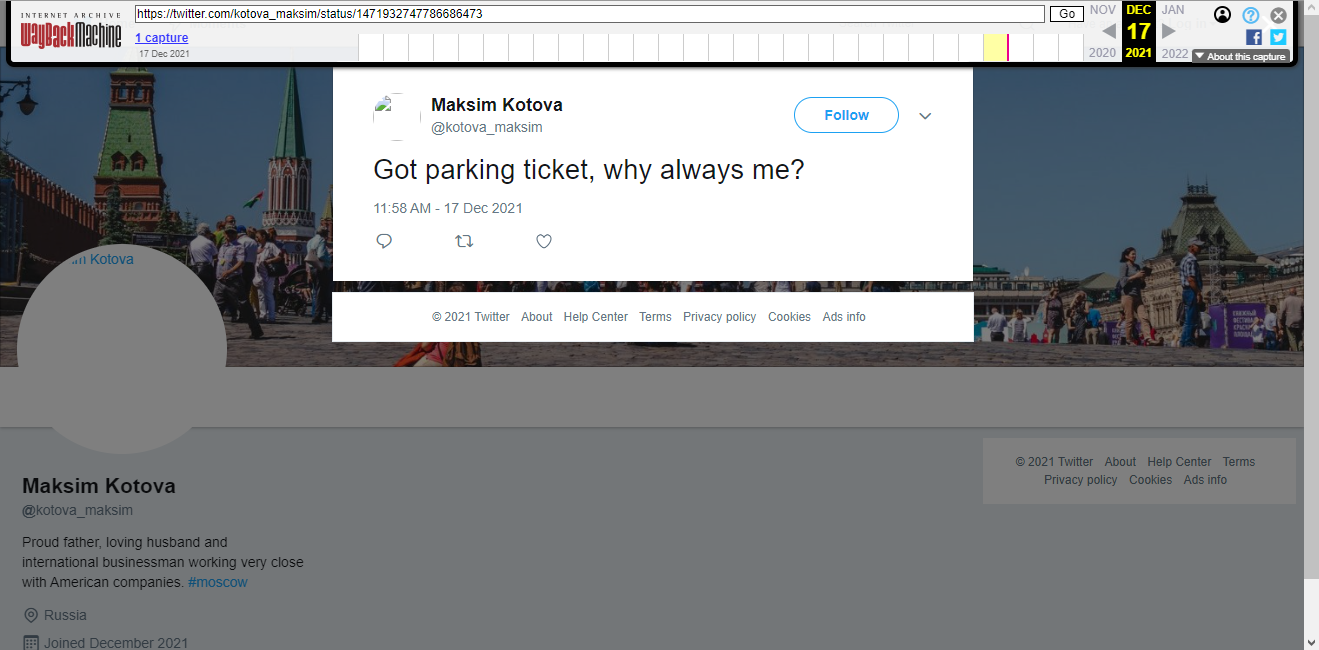 INTERNET ARCHIVE
WayBackMachine
https://twitter.com/kotova_maksim/status/1471932747786686473
Go
1 capture
17 Dec 2021
NOV DEC JAN
17
2020 2021 2022
About this capture
Maksim Kotova
@kotova_maksim
Follow
Got parking ticket, why always me?
11:58 AM - 17 Dec 2021
© 2021 Twitter About Help Center Terms Privacy policy Cookies Ads info
im Kotova
Maksim Kotova
@kotova_maksim
Proud father, loving husband and
international businessman working very close
with American companies. #moscow
Russia
Joined December 2021
© 2021 Twitter About Help Center Terms
Privacy policy Cookies Ads info